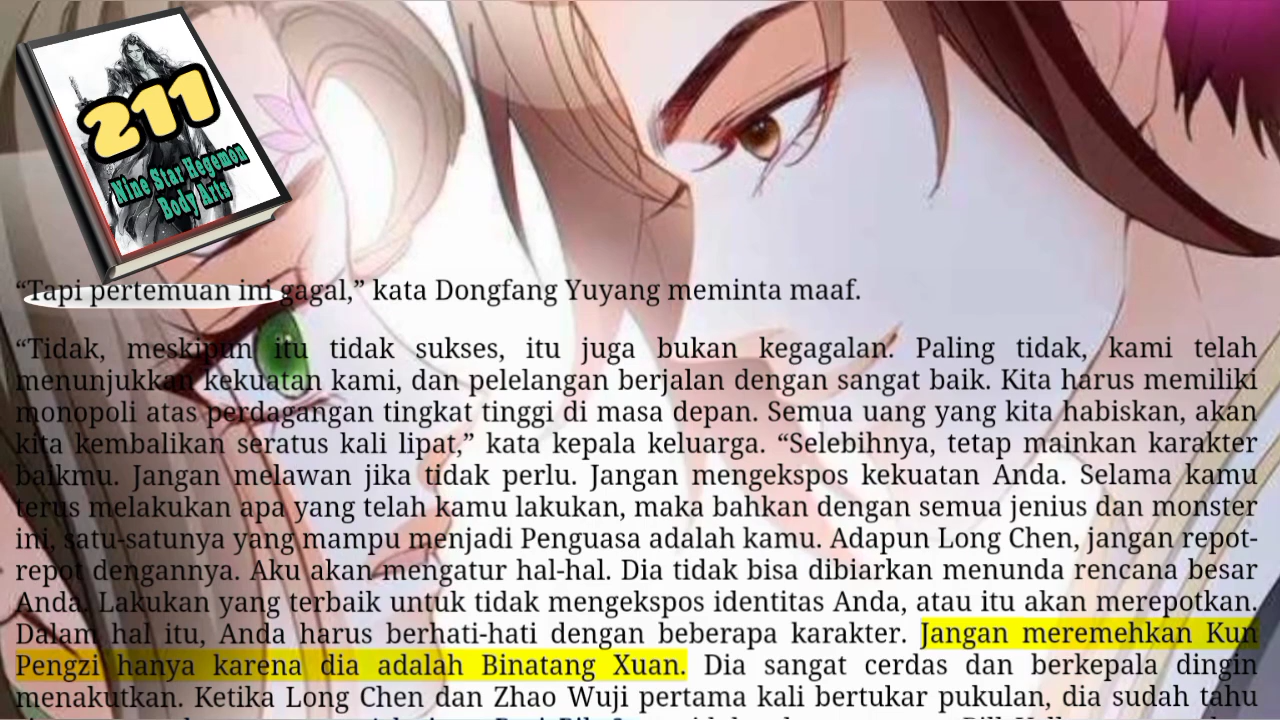 211
Nine Star Hegemon
Body Arts
“Tapi pertemuan ini gagal,” kata Dongfang Yuyang meminta maaf.
“Tidak, meskipun itu tidak sukses, itu juga bukan kegagalan. Paling tidak, kami telah
menunjukkan kekuatan kami, dan pelelangan berjalan dengan sangat baik. Kita harus memiliki
monopoli atas perdagangan tingkat tinggi di masa depan. Semua uang yang kita habiskan, akan
kita kembalikan seratus kali lipat,” kata kepala keluarga. “Selebihnya, tetap mainkan karakter
baikmu. Jangan melawan jika tidak perlu. Jangan mengekspos kekuatan Anda. Selama kamu
terus melakukan apa yang telah kamu lakukan, maka bahkan dengan semua jenius dan monster
ini, satu-satunya yang mampu menjadi Penguasa adalah kamu. Adapun Long Chen, jangan repot-
repot dengannya. Aku akan mengatur hal-hal. Dia tidak bisa dibiarkan menunda rencana besar
Anda. Lakukan yang terbaik untuk tidak mengekspos identitas Anda, atau itu akan merepotkan.
Dalam hal itu, Anda harus berhati-hati dengan beberapa karakter. Jangan meremehkan Kun
Pengzi hanya karena dia adalah Binatang Xuan. Dia sangat cerdas dan berkepala dingin
menakutkan. Ketika Long Chen dan Zhao Wuji pertama kali bertukar pukulan, dia sudah tahu